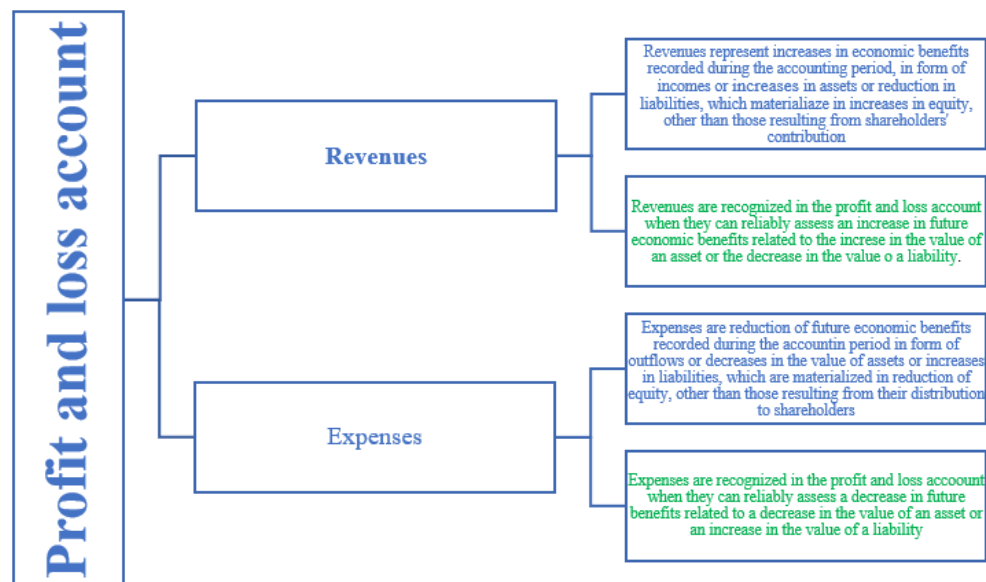 Profit and loss account
Revenues
Revenues represent increases in economic benefits
recorded during the accounting period, in form of
incomes or increases in assets or reduction in
liabilities, which materialiaze in increases in equity,
other than those resulting from shareholders'
contribution
Revenues are recognized in the profit and loss account
when they can reliably assess an increase in future
economic benefits related to the increse in the value of
an asset or the decrease in the value o a liability.
Expenses
Expenses are reduction of future economic benefits
recorded during the accountin period in form of
outflows or decreases in the value of assets or increases
in liabilities, which are materialized in reduction of
equity, other than those resulting from their distribution
to shareholders
Expenses are recognized in the profit and loss accoount
when they can reliably assess a decrease in future
benefits related to a decrease in the value of an asset or
an increase in the value of a liability